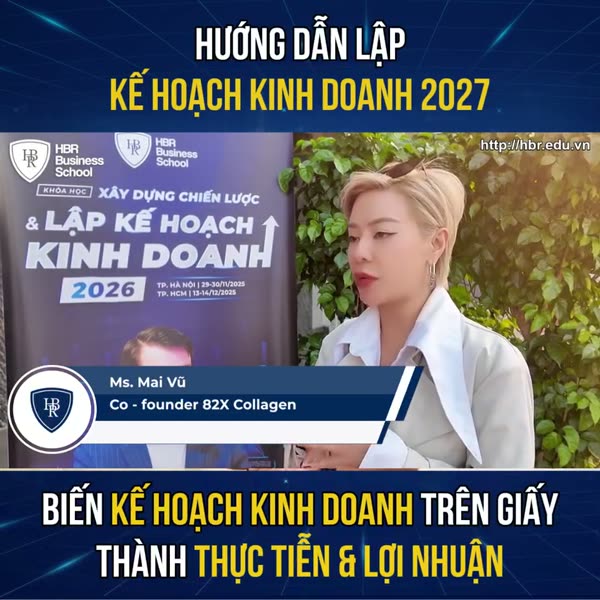 HƯỚNG DẪN LẬP
KẾ HOẠCH KINH DOANH 2027
http://hbr.edu.vn
HBR
Business
School
HBR
Business
School
KHÓA HỌC
XÂY DỰNG CHIẾN LƯỢC
& LẬP KẾ HOẠCH
KINH DOANH
2026
TP. HÀ NỘI | 29-30/11/2025
TP. HCM | 13-14/12/2025
Ms. Mai Vũ
Co - founder 82X Collagen
HBR
BIẾN KẾ HOẠCH KINH DOANH TRÊN GIẤY
THÀNH THỰC TIỄN & LỢI NHUẬN